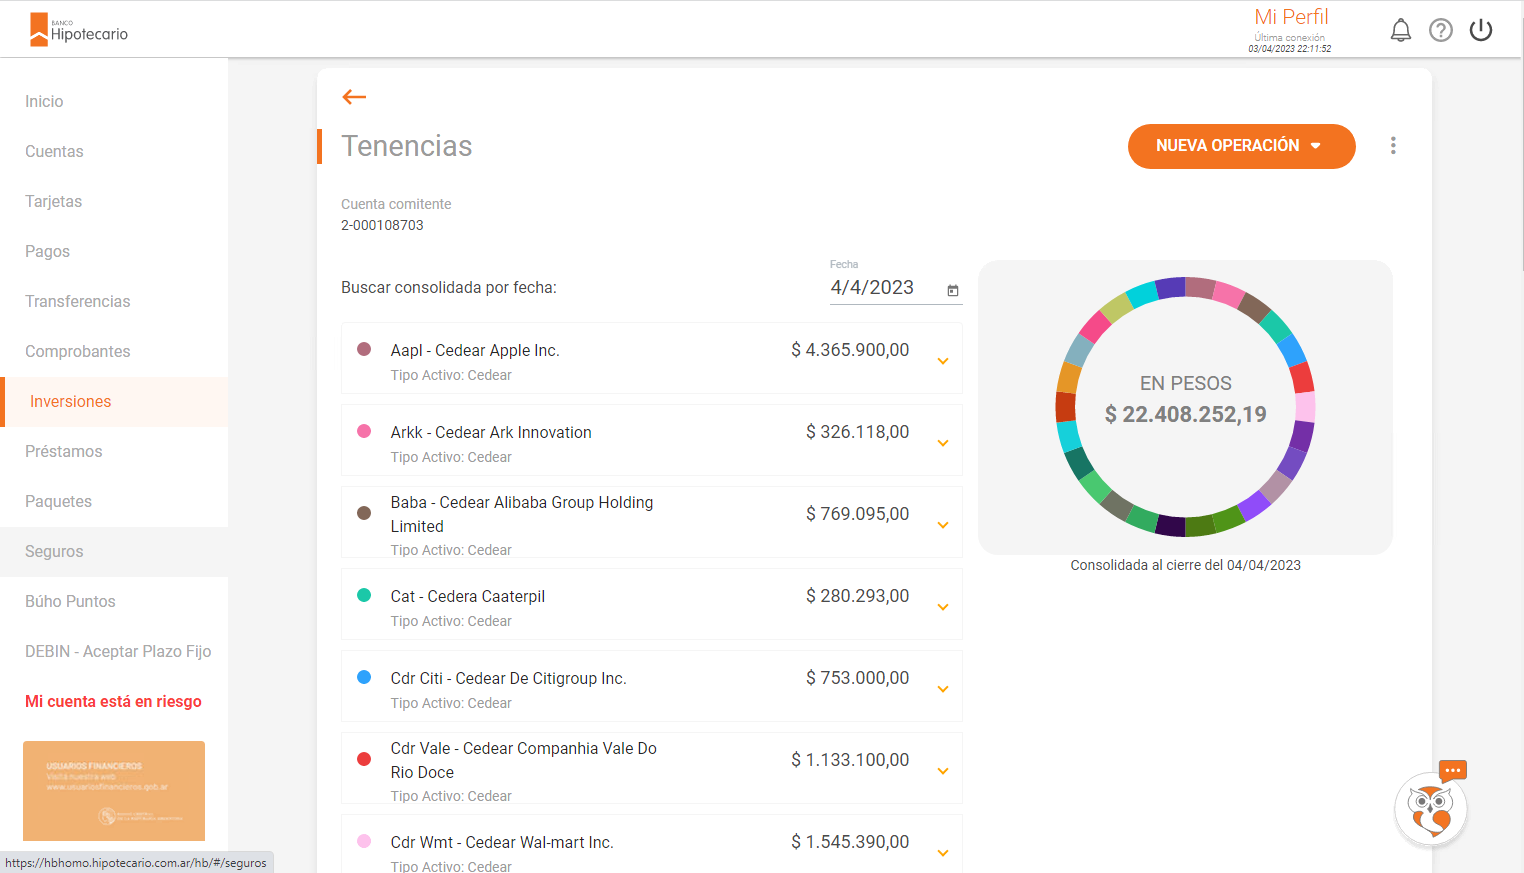 BANCO
Hipotecario
Mi Perfil
Última conexión
03/04/2023 22:11:52
Inicio
Cuentas
Tarjetas
Pagos
Transferencias
Comprobantes
Inversiones
Préstamos
Paquetes
Seguros
Búho Puntos
DEBIN - Aceptar Plazo Fijo
Mi cuenta está en riesgo
USUARIOS FINANCIEROS
Visitá nuestra web
www.usuariosfinancieros.gob.ar
https://hbhomo.hipotecario.com.ar/hb/#/seguros
Tenencias
NUEVA OPERACIÓN
Cuenta comitente
2-000108703
Buscar consolidada por fecha:
Fecha
4/4/2023
Aapl - Cedear Apple Inc.
$ 4.365.900,00
Tipo Activo: Cedear
Arkk - Cedear Ark Innovation
$ 326.118,00
Tipo Activo: Cedear
Baba - Cedear Alibaba Group Holding
Limited
$ 769.095,00
Tipo Activo: Cedear
Cat - Cedera Caaterpil
$ 280.293,00
Tipo Activo: Cedear
Cdr Citi - Cedear De Citigroup Inc.
$ 753.000,00
Tipo Activo: Cedear
Cdr Vale - Cedear Companhia Vale Do
Rio Doce
$ 1.133.100,00
Tipo Activo: Cedear
Cdr Wmt - Cedear Wal-mart Inc.
$ 1.545.390,00
Tipo Activo: Cedear
EN PESOS
$ 22.408.252,19
Consolidada al cierre del 04/04/2023